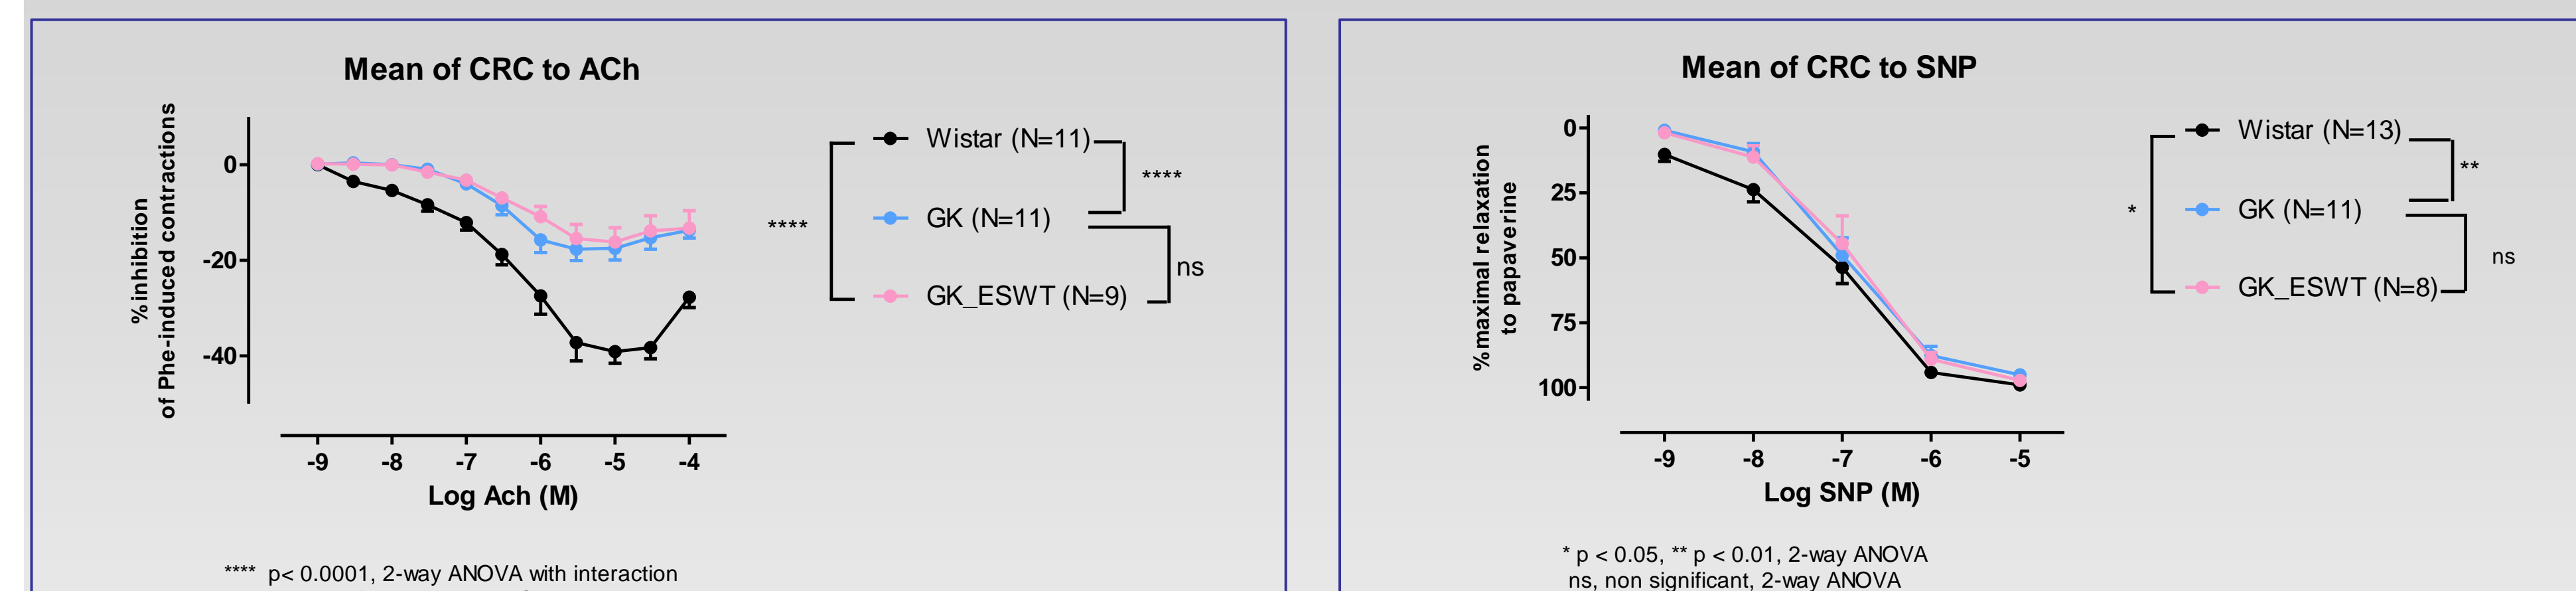 Mean of CRC to ACh
%inhibition
of Phe-induced contractions
0
-20
-40
-9 -8 -7 -6 -5 -4
Log Ach (M)
Wistar (N=11)
GK (N=11)
GK_ESWT (N=9)
****
****
ns
**** p< 0.0001, 2-way ANOVA with interaction
Mean of CRC to SNP
%maximal relaxation
to papaverine
0
25
50
75
100
-9 -8 -7 -6 -5
Log SNP (M)
Wistar (N=13)
GK (N=11)
GK_ESWT (N=8)
**
*
ns
* p < 0.05, ** p < 0.01, 2-way ANOVA
ns, non significant, 2-way ANOVA